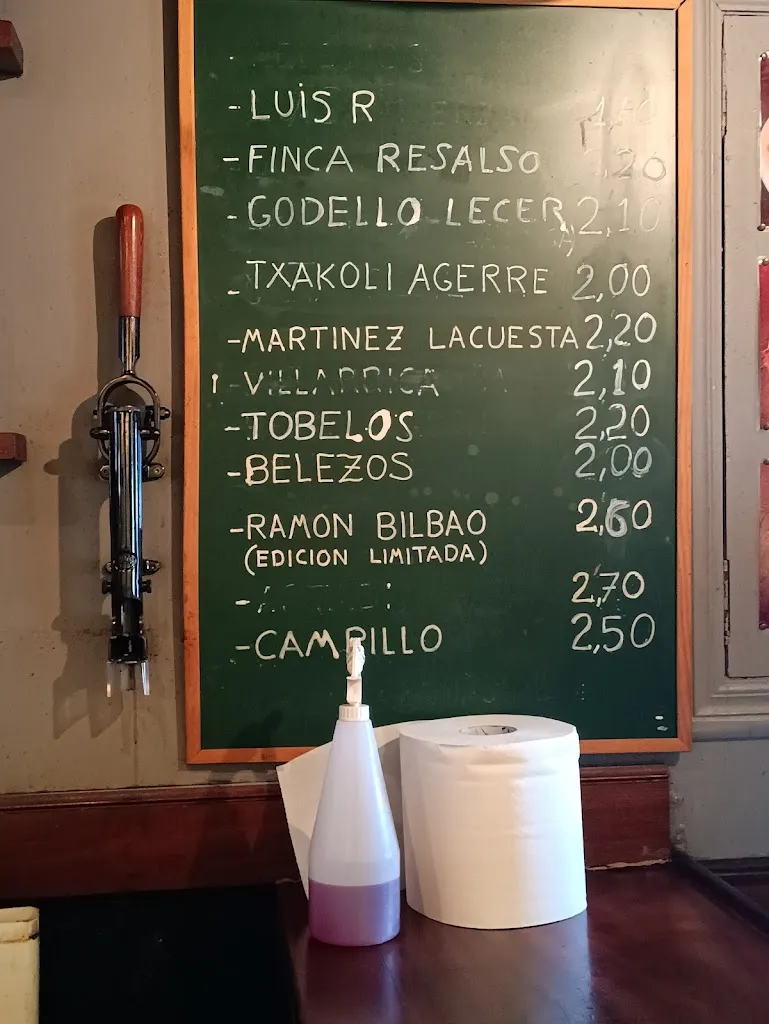 - LUIS R
- FINCA RESALSO
- GODELLO LECERA 2,10
- TXAKOLI AGERRE 2,00
- MARTINEZ LACUESTA 2,20
- VILLARRICA 2,10
- TOBELOS 2,20
- BELEZOS 2,00
- RAMON BILBAO 2,60
(EDICION LIMITADA)
- 2,70
- CAMPILLO 2,50